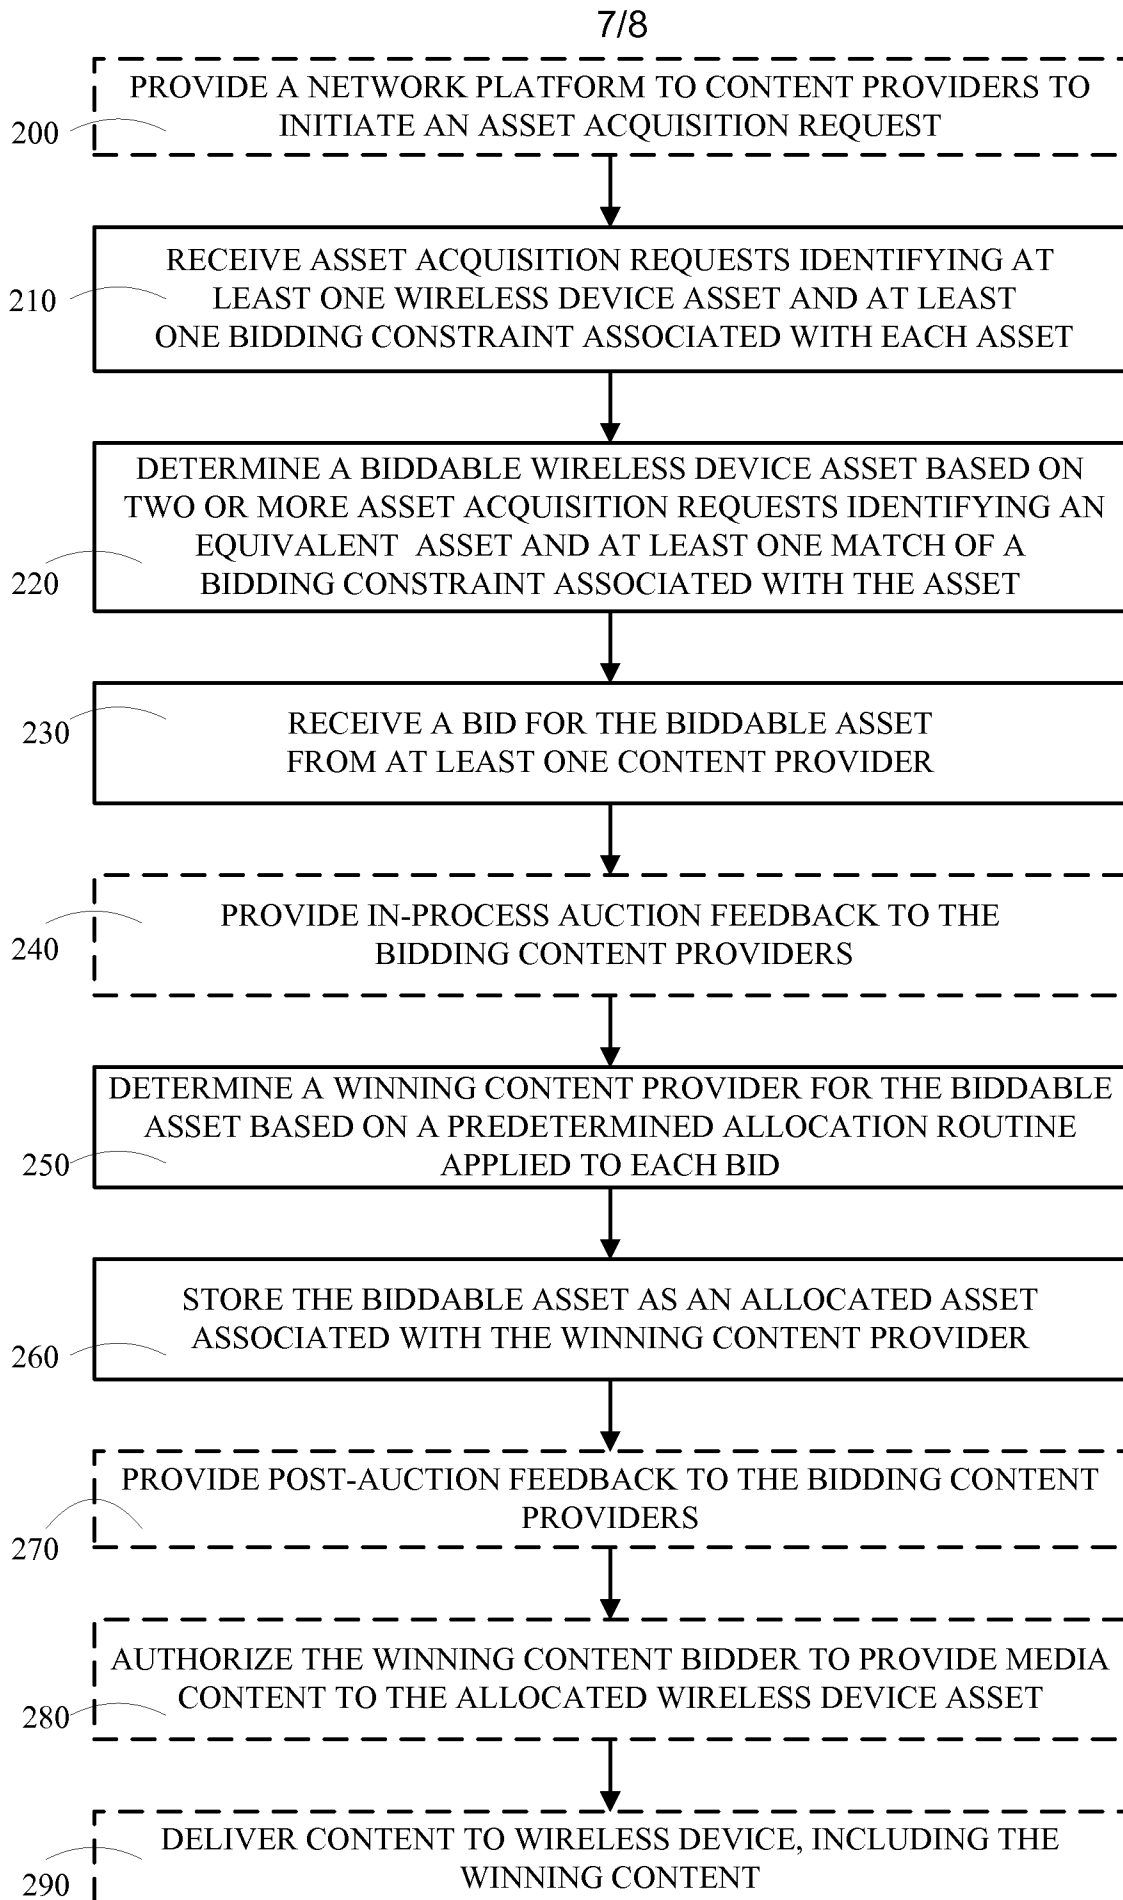 7/8
PROVIDE A NETWORK PLATFORM TO CONTENT PROVIDERS TO
INITIATE AN ASSET ACQUISITION REQUEST
200
RECEIVE ASSET ACQUISITION REQUESTS IDENTIFYING AT
LEAST ONE WIRELESS DEVICE ASSET AND AT LEAST
ONE BIDDING CONSTRAINT ASSOCIATED WITH EACH ASSET
210
DETERMINE A BIDDABLE WIRELESS DEVICE ASSET BASED ON
TWO OR MORE ASSET ACQUISITION REQUESTS IDENTIFYING AN
EQUIVALENT ASSET AND AT LEAST ONE MATCH OF A
BIDDING CONSTRAINT ASSOCIATED WITH THE ASSET
220
RECEIVE A BID FOR THE BIDDABLE ASSET
FROM AT LEAST ONE CONTENT PROVIDER
230
PROVIDE IN-PROCESS AUCTION FEEDBACK TO THE
BIDDING CONTENT PROVIDERS
240
DETERMINE A WINNING CONTENT PROVIDER FOR THE BIDDABLE
ASSET BASED ON A PREDETERMINED ALLOCATION ROUTINE
APPLIED TO EACH BID
250
STORE THE BIDDABLE ASSET AS AN ALLOCATED ASSET
ASSOCIATED WITH THE WINNING CONTENT PROVIDER
260
PROVIDE POST-AUCTION FEEDBACK TO THE BIDDING CONTENT
PROVIDERS
270
AUTHORIZE THE WINNING CONTENT BIDDER TO PROVIDE MEDIA
CONTENT TO THE ALLOCATED WIRELESS DEVICE ASSET
280
DELIVER CONTENT TO WIRELESS DEVICE, INCLUDING THE
WINNING CONTENT
290